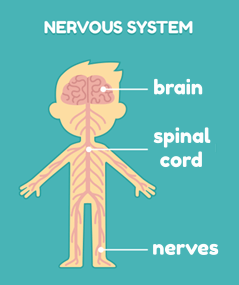 NERVOUS SYSTEM
brain
spinal
cord
nerves